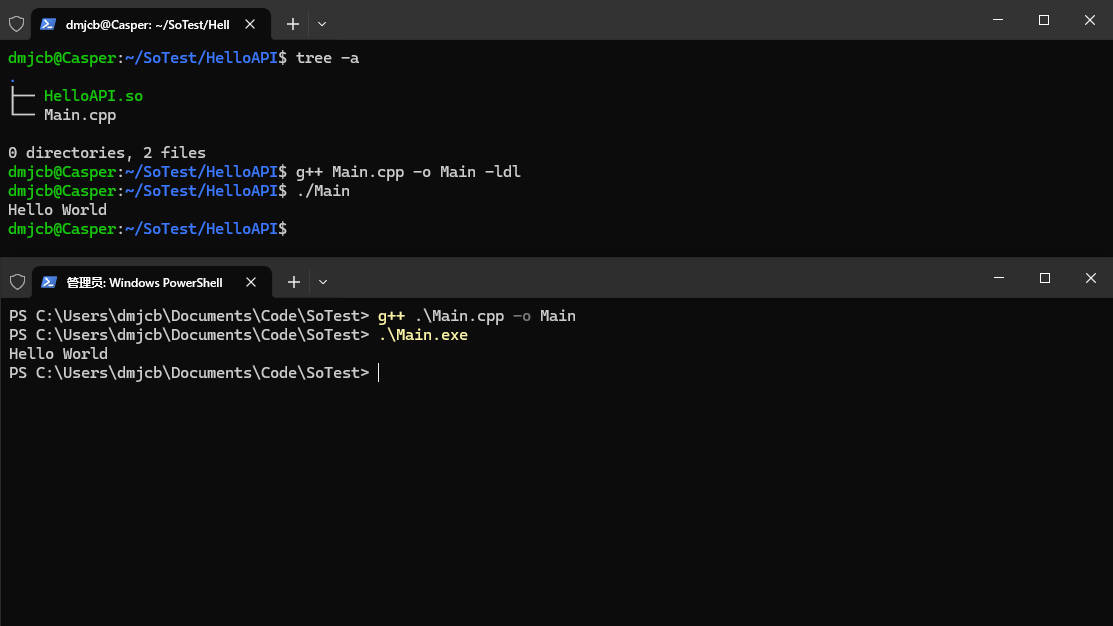 dmjcb@Casper: ~/SoTest/Hell
dmjcb@Casper:~/SoTest/HelloAPI$ tree -a
.
├── HelloAPI.so
└── Main.cpp
0 directories, 2 files
dmjcb@Casper:~/SoTest/HelloAPI$ g++ Main.cpp -o Main -ldl
dmjcb@Casper:~/SoTest/HelloAPI$ ./Main
Hello World
dmjcb@Casper:~/SoTest/HelloAPI$
管理员: Windows PowerShell
PS C:\Users\dmjcb\Documents\Code\SoTest> g++ .\Main.cpp -o Main
PS C:\Users\dmjcb\Documents\Code\SoTest> .\Main.exe
Hello World
PS C:\Users\dmjcb\Documents\Code\SoTest>